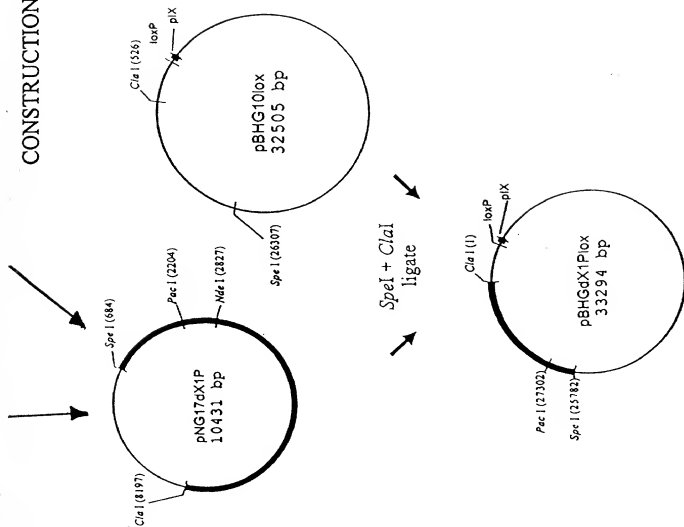 CONSTRUCTION
Spe I (684)
Pac I (2204)
Nde I (2827)
pNG17dX1P
10431 bp
Cla I (8197)
Cla I (526)
loxP
pIX
pBHG10lox
32505 bp
Spe I (26307)
SpeI + ClaI
ligate
Cla I (1)
loxP
pIX
pBHGdX1Plox
33294 bp
Pac I (27302)
Spe I (25782)